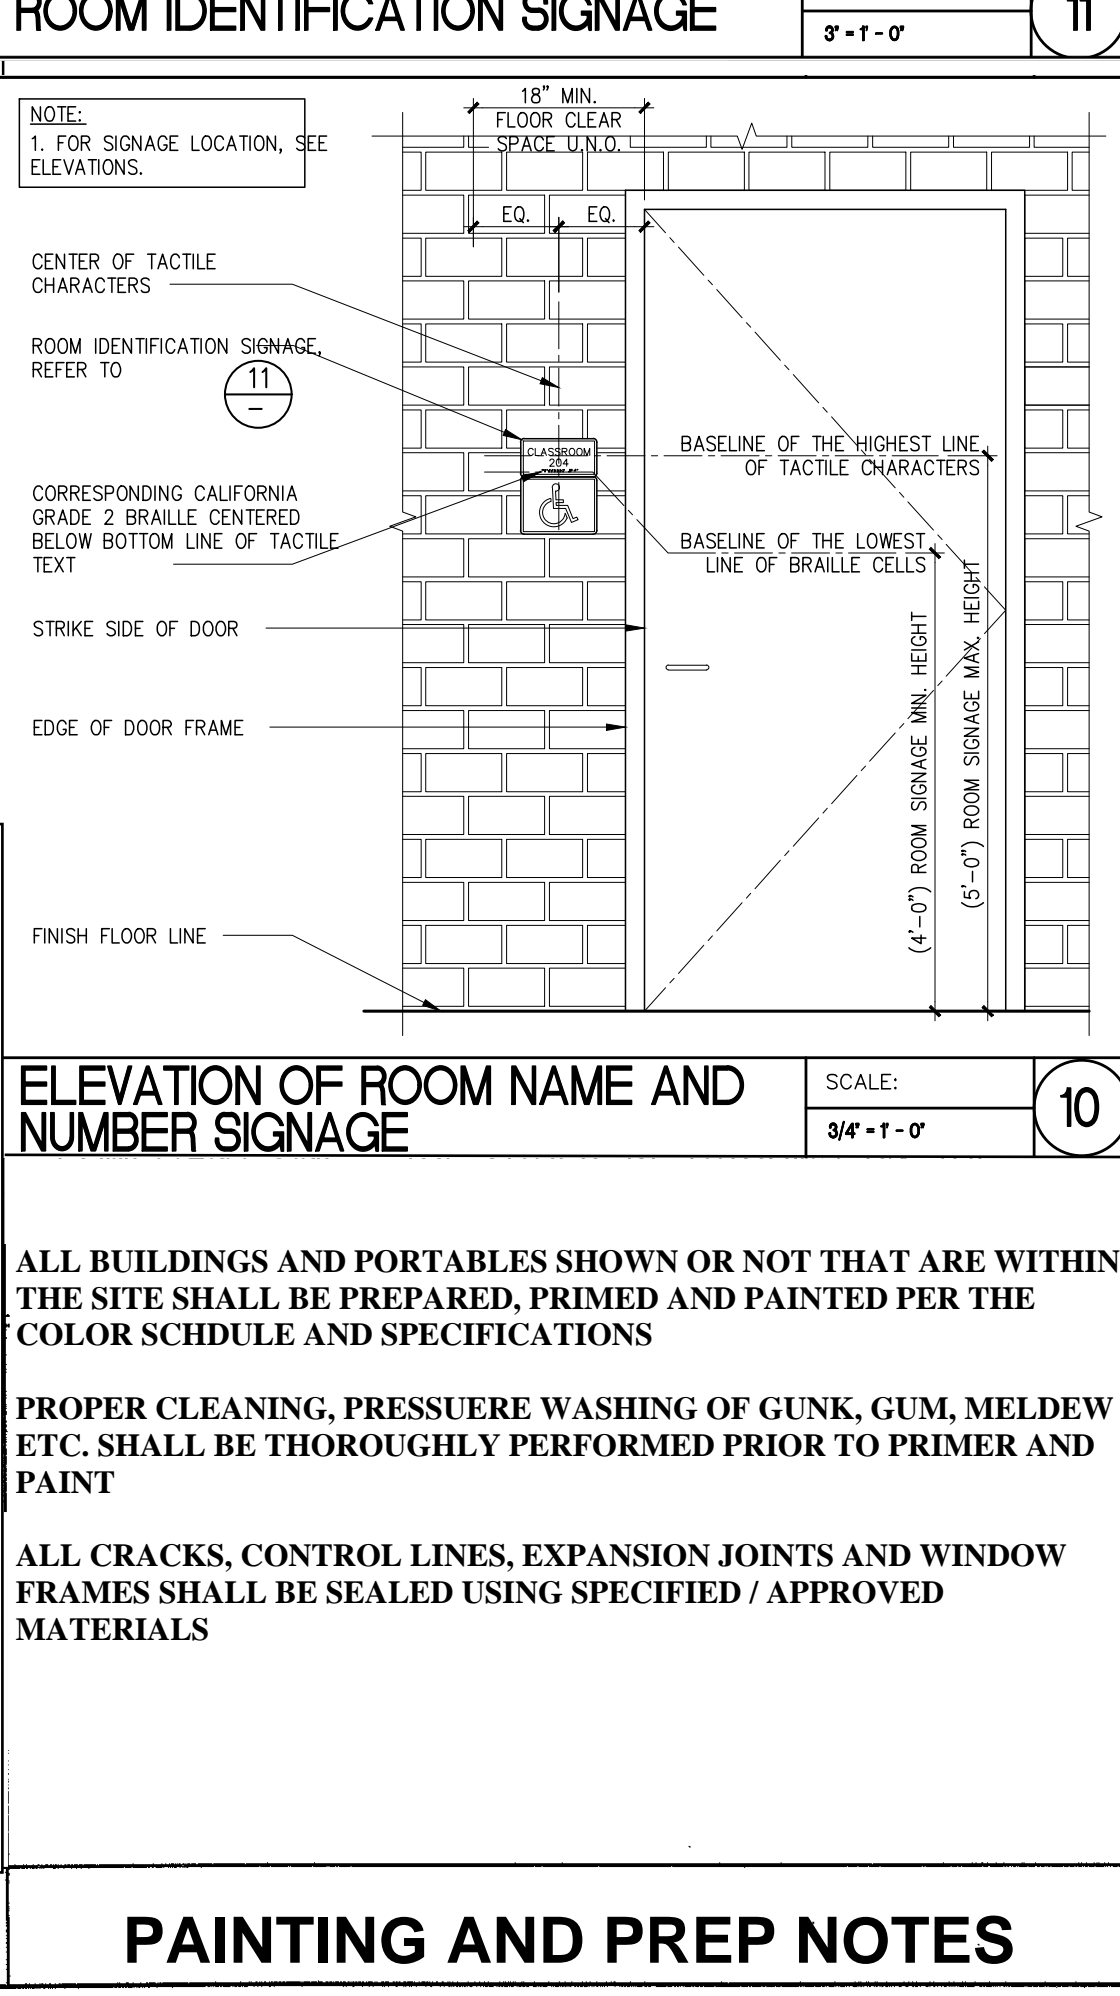 ROOM IDENTIFICATION SIGNAGE
3" = 1' - 0"
11
NOTE:
1. FOR SIGNAGE LOCATION, SEE
ELEVATIONS.
18" MIN.
FLOOR CLEAR
SPACE U.N.O.
EQ.
EQ.
CENTER OF TACTILE
CHARACTERS
ROOM IDENTIFICATION SIGNAGE,
REFER TO
11
–
CLASSROOM
204
BASELINE OF THE HIGHEST LINE
OF TACTILE CHARACTERS
CORRESPONDING CALIFORNIA
GRADE 2 BRAILLE CENTERED
BELOW BOTTOM LINE OF TACTILE
TEXT
BASELINE OF THE LOWEST
LINE OF BRAILLE CELLS
STRIKE SIDE OF DOOR
EDGE OF DOOR FRAME
(4'-0") ROOM SIGNAGE MIN. HEIGHT
(5'-0") ROOM SIGNAGE MAX. HEIGHT
FINISH FLOOR LINE
ELEVATION OF ROOM NAME AND
NUMBER SIGNAGE
SCALE:
3/4" = 1' - 0"
10
ALL BUILDINGS AND PORTABLES SHOWN OR NOT THAT ARE WITHIN
THE SITE SHALL BE PREPARED, PRIMED AND PAINTED PER THE
COLOR SCHDULE AND SPECIFICATIONS
PROPER CLEANING, PRESSUERE WASHING OF GUNK, GUM, MELDEW
ETC. SHALL BE THOROUGHLY PERFORMED PRIOR TO PRIMER AND
PAINT
ALL CRACKS, CONTROL LINES, EXPANSION JOINTS AND WINDOW
FRAMES SHALL BE SEALED USING SPECIFIED / APPROVED
MATERIALS
PAINTING AND PREP NOTES